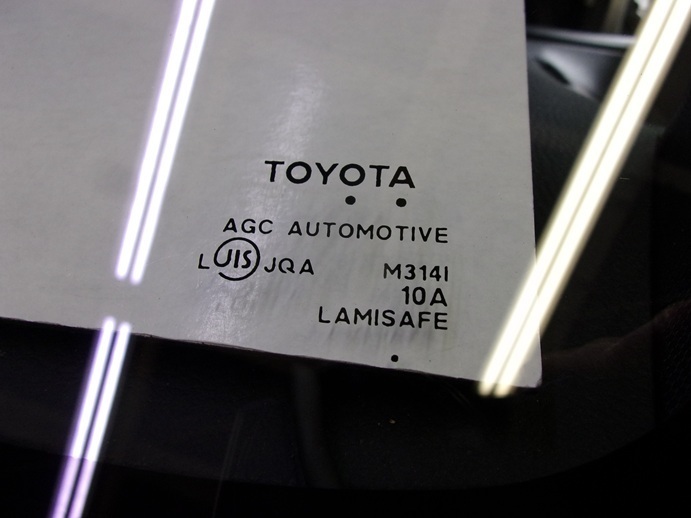 TOYOTA
AGC AUTOMOTIVE
L JIS JQA M314I
10A
LAMISAFE